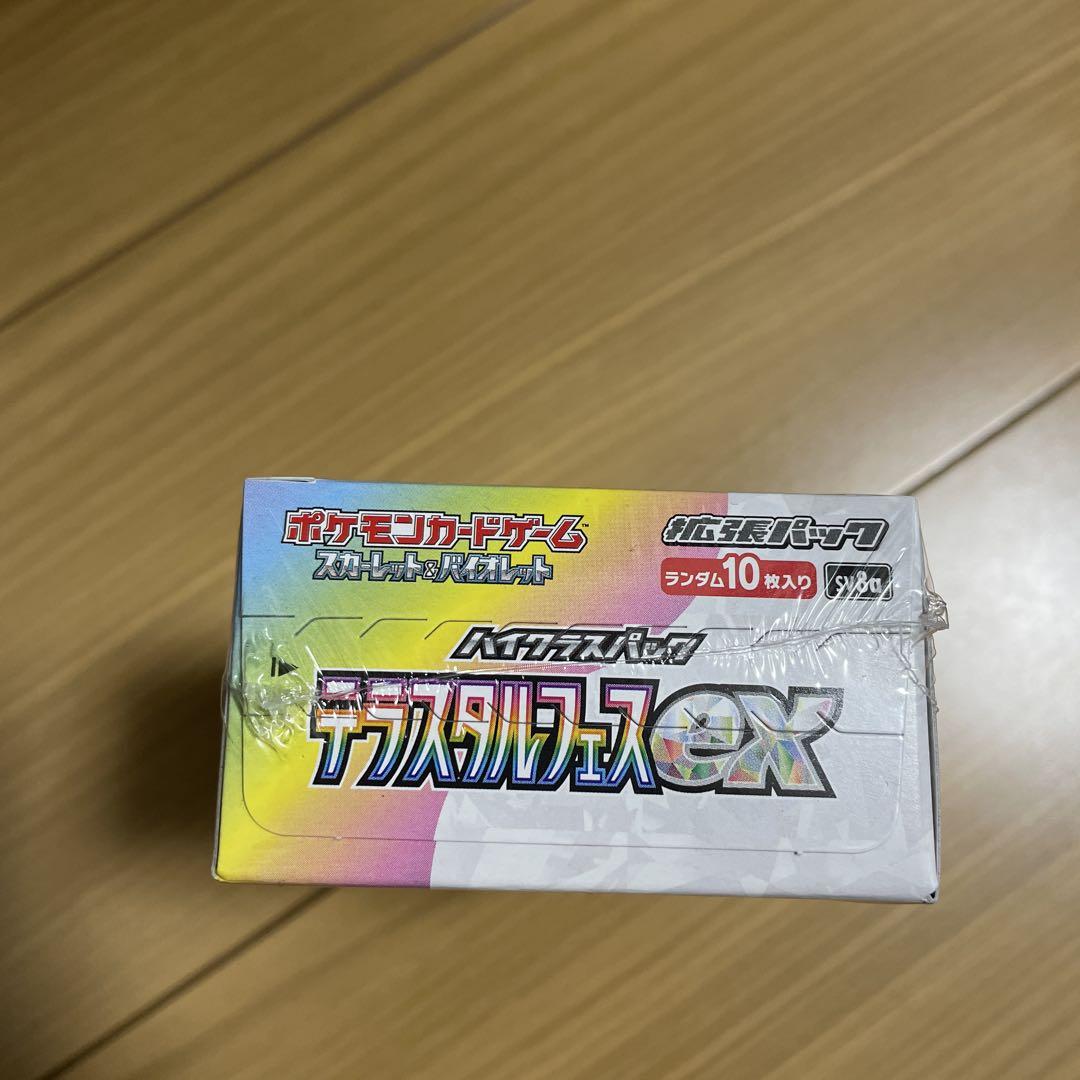 ポケモンカードゲーム™
スカーレット&バイオレット
拡張パック
ランダム10枚入り
sv8a
ハイクラスパック
テラスタルフェスex